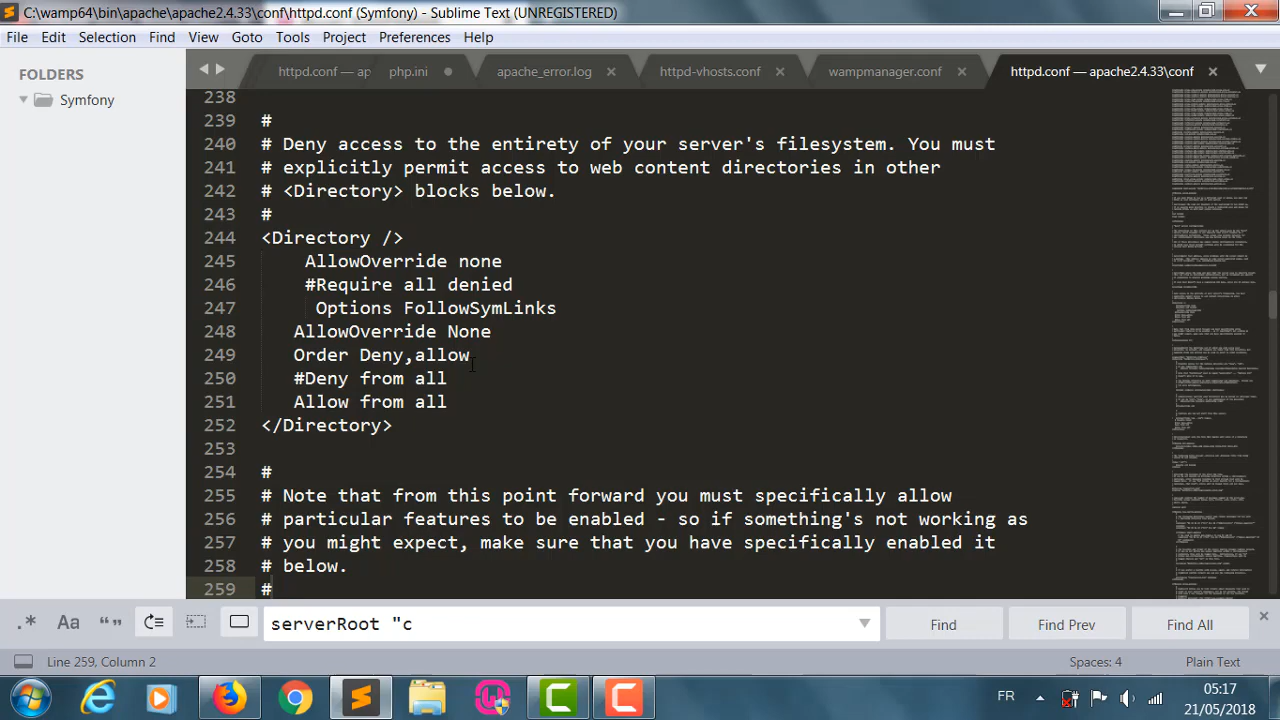 C:\wamp64\bin\apache\apache2.4.33\conf\httpd.conf (Symfony) - Sublime Text (UNREGISTERED)
File Edit Selection Find View Goto Tools Project Preferences Help
FOLDERS
Symfony
httpd.conf — ap php.ini apache_error.log httpd-vhosts.conf wampmanager.conf httpd.conf — apache2.4.33\conf
238
239 #
240 # Deny access to the entirety of your server's filesystem. You must
241 # explicitly permit access to web content directories in other
242 # <Directory> blocks below.
243 #
244 <Directory />
245 AllowOverride none
246 #Require all denied
247 Options FollowSymLinks
248 AllowOverride None
249 Order Deny,allow
250 #Deny from all
251 Allow from all
252 </Directory>
253
254 #
255 # Note that from this point forward you must specifically allow
256 # particular features to be enabled - so if something's not working as
257 # you might expect, make sure that you have specifically enabled it
258 # below.
259 #
.* Aa “” serverRoot "c Find Find Prev Find All
Line 259, Column 2 Spaces: 4 Plain Text
FR 05:17
21/05/2018